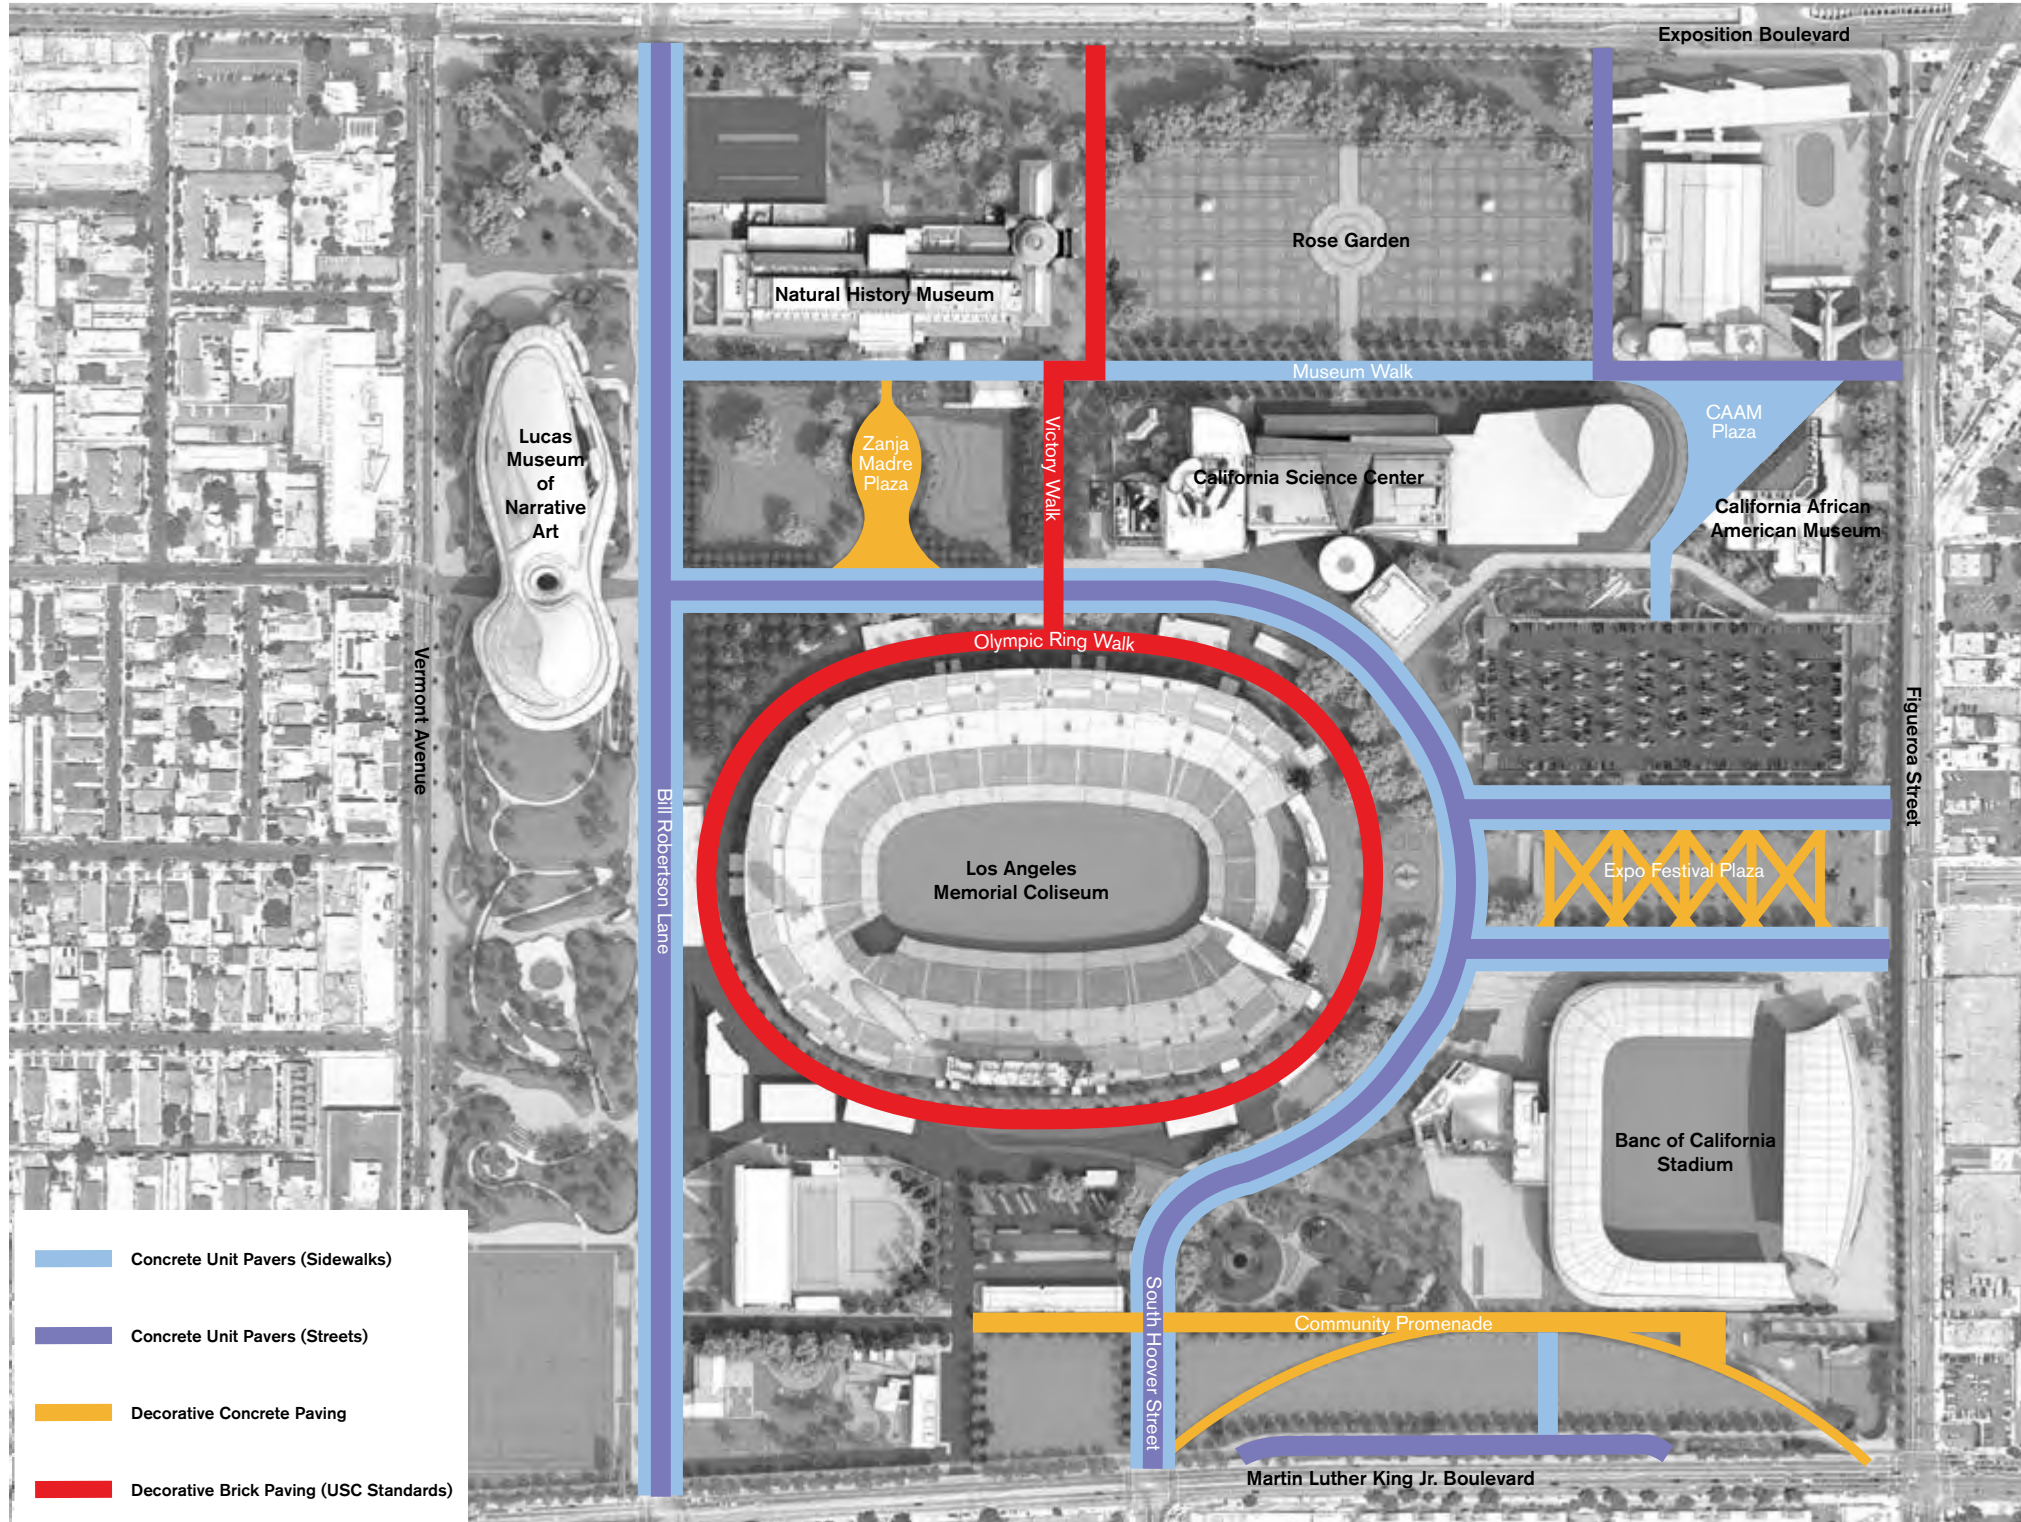 Exposition Boulevard
Rose Garden
Natural History Museum
Museum Walk
CAAM
Plaza
Lucas
Museum
of
Narrative
Art
Zanja
Madre
Plaza
Victory Walk
California Science Center
California African
American Museum
Olympic Ring Walk
Vermont Avenue
Figueroa Street
Bill Robertson Lane
Los Angeles
Memorial Coliseum
Expo Festival Plaza
Banc of California
Stadium
South Hoover Street
Community Promenade
Martin Luther King Jr. Boulevard
Concrete Unit Pavers (Sidewalks)
Concrete Unit Pavers (Streets)
Decorative Concrete Paving
Decorative Brick Paving (USC Standards)